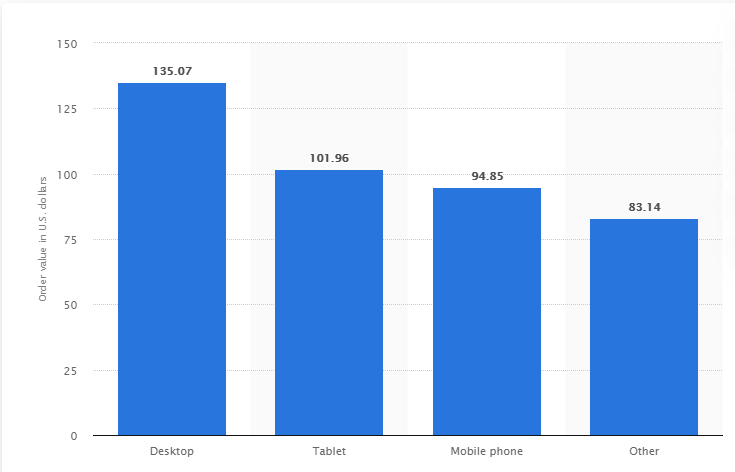 150
135.07
125
101.96
100
94.85
83.14
75
50
25
0
Order value in U.S. dollars
Desktop
Tablet
Mobile phone
Other